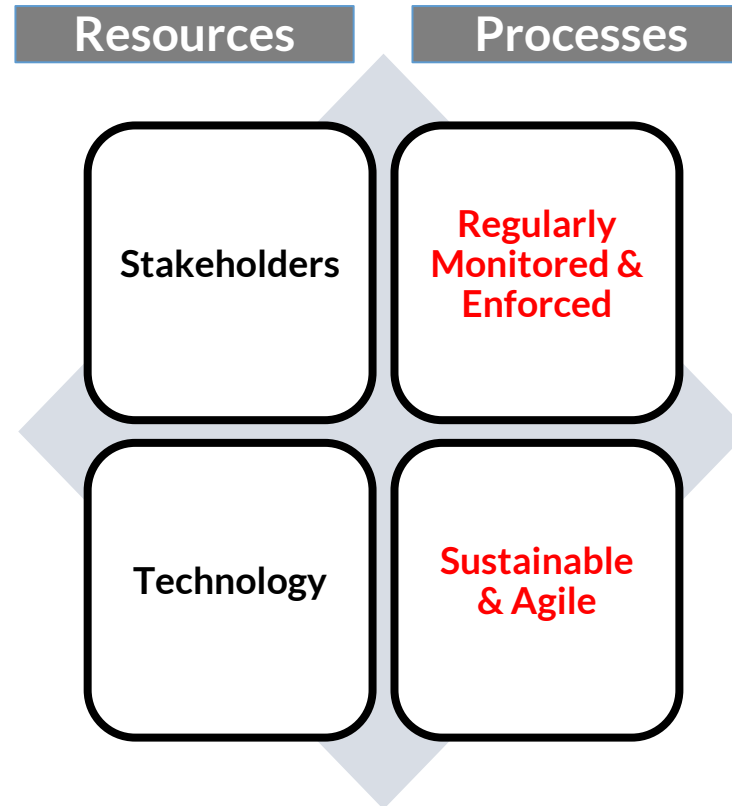 Resources
Processes
Stakeholders
Regularly
Monitored &
Enforced
Technology
Sustainable
& Agile